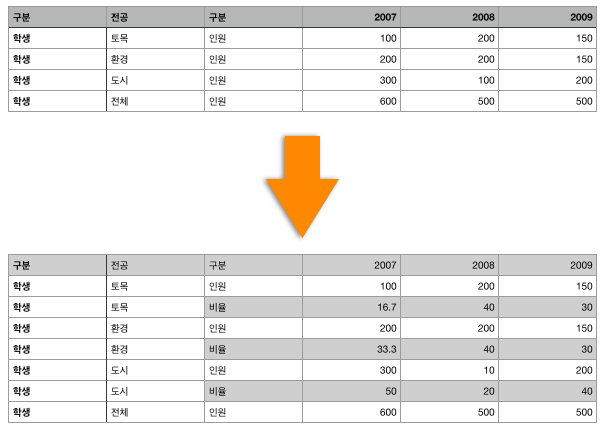 구분 전공 구분 2007 2008 2009
학생 토목 인원 100 200 150
학생 환경 인원 200 200 150
학생 도시 인원 300 100 200
학생 전체 인원 600 500 500
구분 전공 구분 2007 2008 2009
학생 토목 인원 100 200 150
학생 토목 비율 16.7 40 30
학생 환경 인원 200 200 150
학생 환경 비율 33.3 40 30
학생 도시 인원 300 10 200
학생 도시 비율 50 20 40
학생 전체 인원 600 500 500